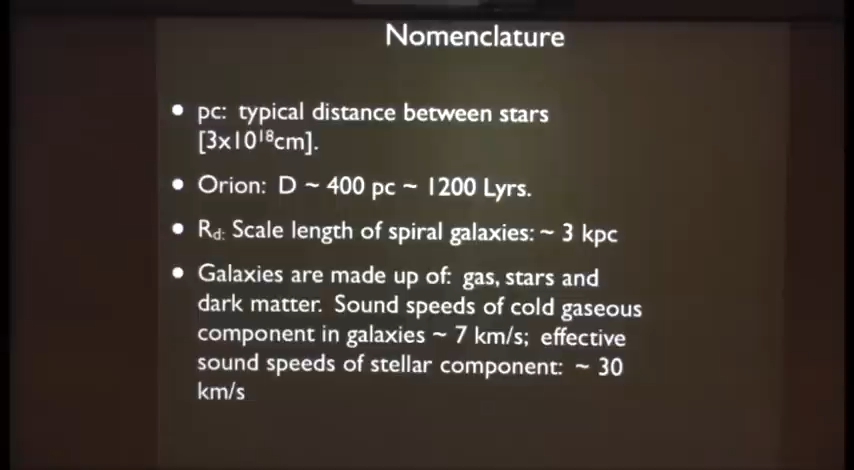 Nomenclature
• pc: typical distance between stars
[3x10¹⁸cm].
• Orion: D ~ 400 pc ~ 1200 Lyrs.
• Rd: Scale length of spiral galaxies: ~ 3 kpc
• Galaxies are made up of: gas, stars and
dark matter. Sound speeds of cold gaseous
component in galaxies ~ 7 km/s; effective
sound speeds of stellar component: ~ 30
km/s